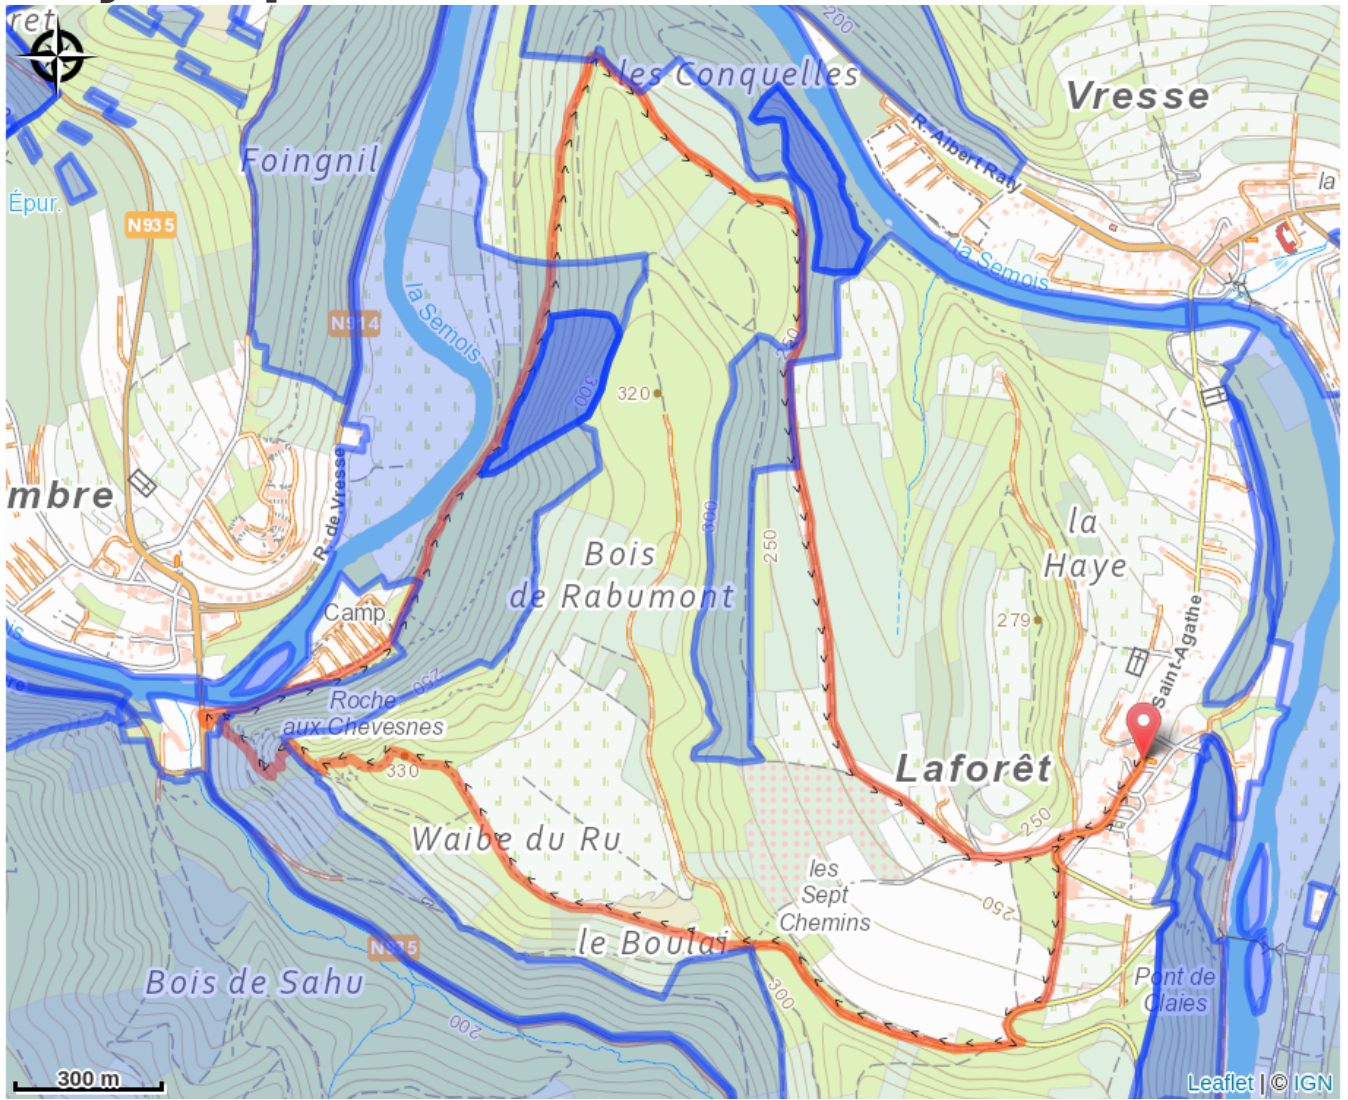 ret
les Conquelles
200
Vresse
R. Albert Raty
Foingnil
la
Épur.
N935
la Semois
la Semois
N914
250
300
320
R. de Vresse
mbre
300
la
Haye
250
Bois
de Rabumont
Camp.
279
Saint-Agathe
250
Roche
aux Chevesnes
330
Laforêt
250
Waibe du Ru
les
Sept
Chemins
250
le Boulai
N935
Bois de Sahu
300
Pont de
Claies
200
300 m
Leaflet | © IGN